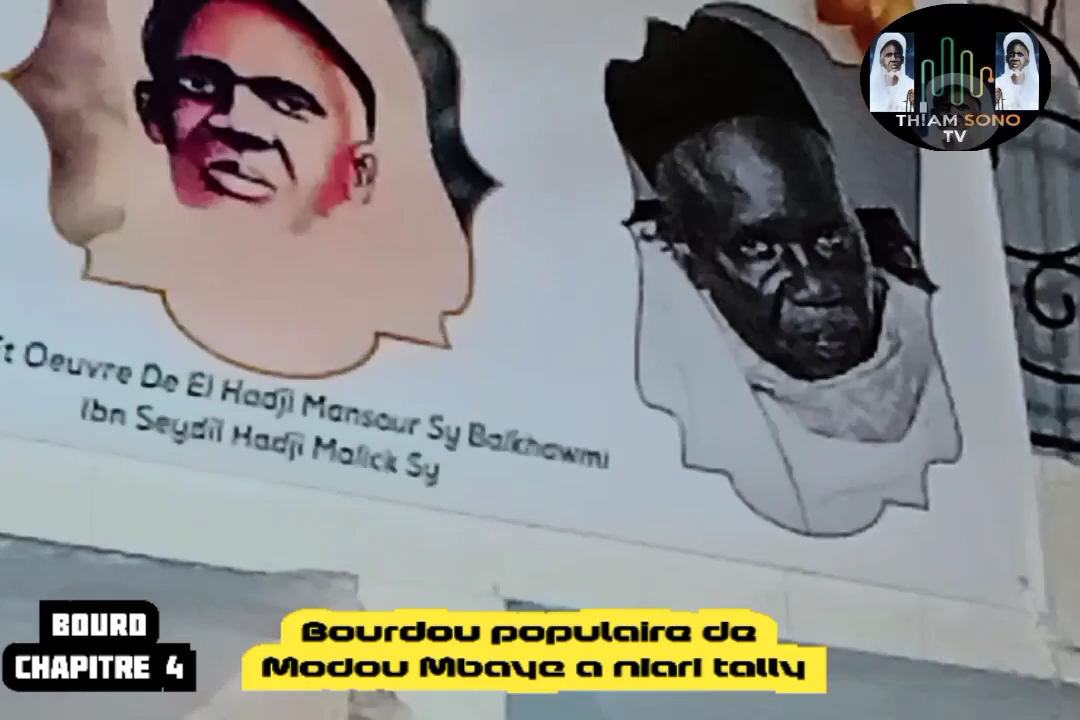 THIAM SONO
TV
Et Oeuvre De El Hadji Mansour Sy Balkhawmi
Ibn Seydil Hadji Malick Sy
BOURD
CHAPITRE 4
Bourdou populaire de
Modou Mbaye a niari tally